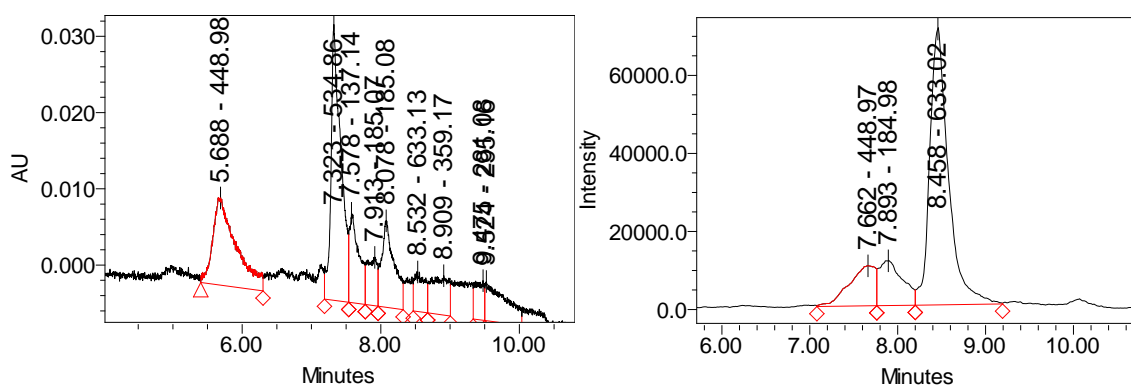 AU
0.030
0.020
0.010
0.000
5.688 - 448.98
7.323 - 534.86
7.578 - 137.14
7.913 - 185.07
8.078 - 185.08
8.532 - 633.13
8.909 - 359.17
6.00 8.00 10.00
Minutes
Intensity
60000.0
40000.0
20000.0
0.0
7.662 - 448.97
7.893 - 184.98
8.458 - 633.02
6.00 7.00 8.00 9.00 10.00
Minutes